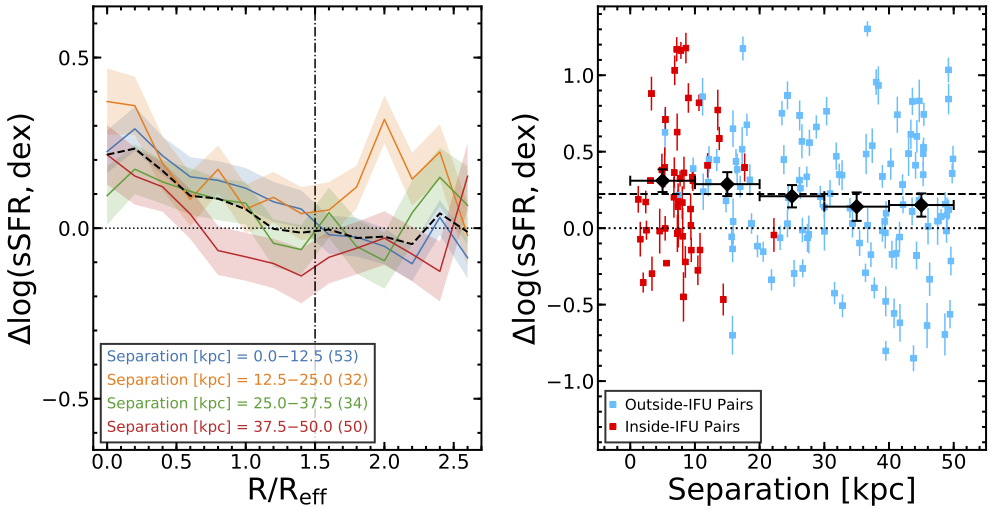 0.5
0.0
−0.5
Δlog(sSFR, dex)
Separation [kpc] = 0.0−12.5 (53)
Separation [kpc] = 12.5−25.0 (32)
Separation [kpc] = 25.0−37.5 (34)
Separation [kpc] = 37.5−50.0 (50)
0.0 0.5 1.0 1.5 2.0 2.5
R/Reff
1.0
0.5
0.0
−0.5
−1.0
Δlog(sSFR, dex)
Outside-IFU Pairs
Inside-IFU Pairs
0 10 20 30 40 50
Separation [kpc]